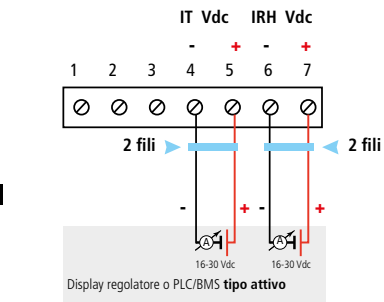 IT Vdc IRH Vdc
- + - +
1 2 3 4 5 6 7
2 fili 2 fili
- + - +
A A
16-30 Vdc 16-30 Vdc
Display regolatore o PLC/BMS tipo attivo